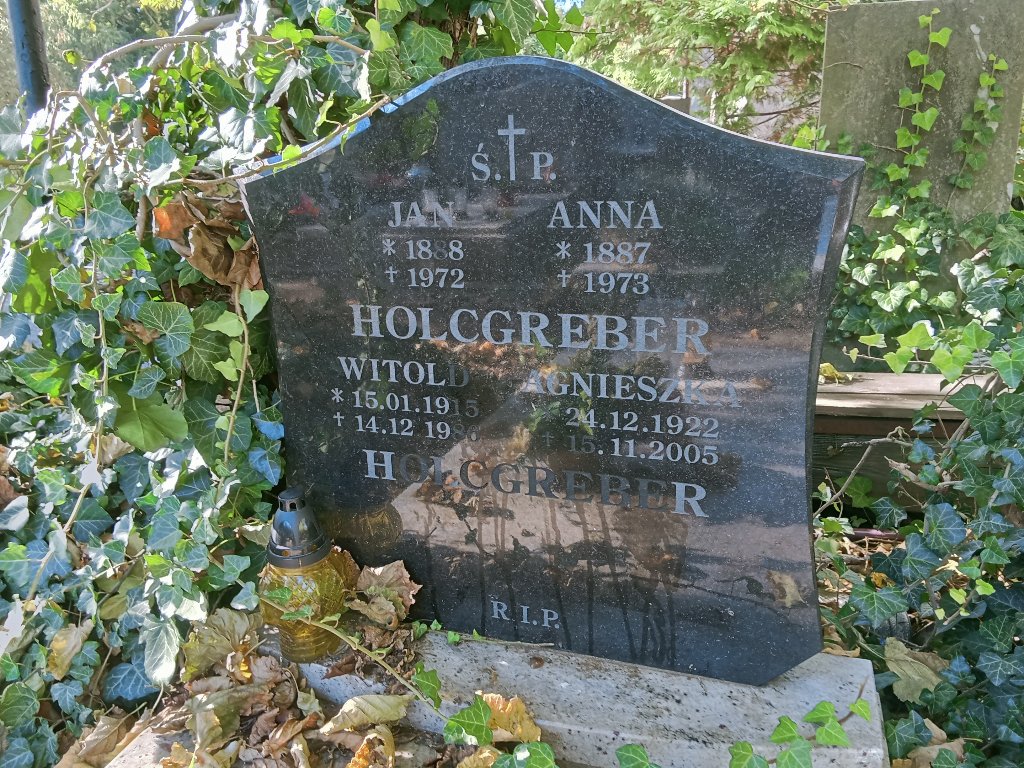 Ś. † P.
JAN ANNA
* 1888 * 1887
† 1972 † 1973
HOLCGREBER
WITOLD AGNIESZKA
* 15.01.1915 24.12.1922
† 14.12 † 15.11.2005
HOLCGREBER
R.I.P.